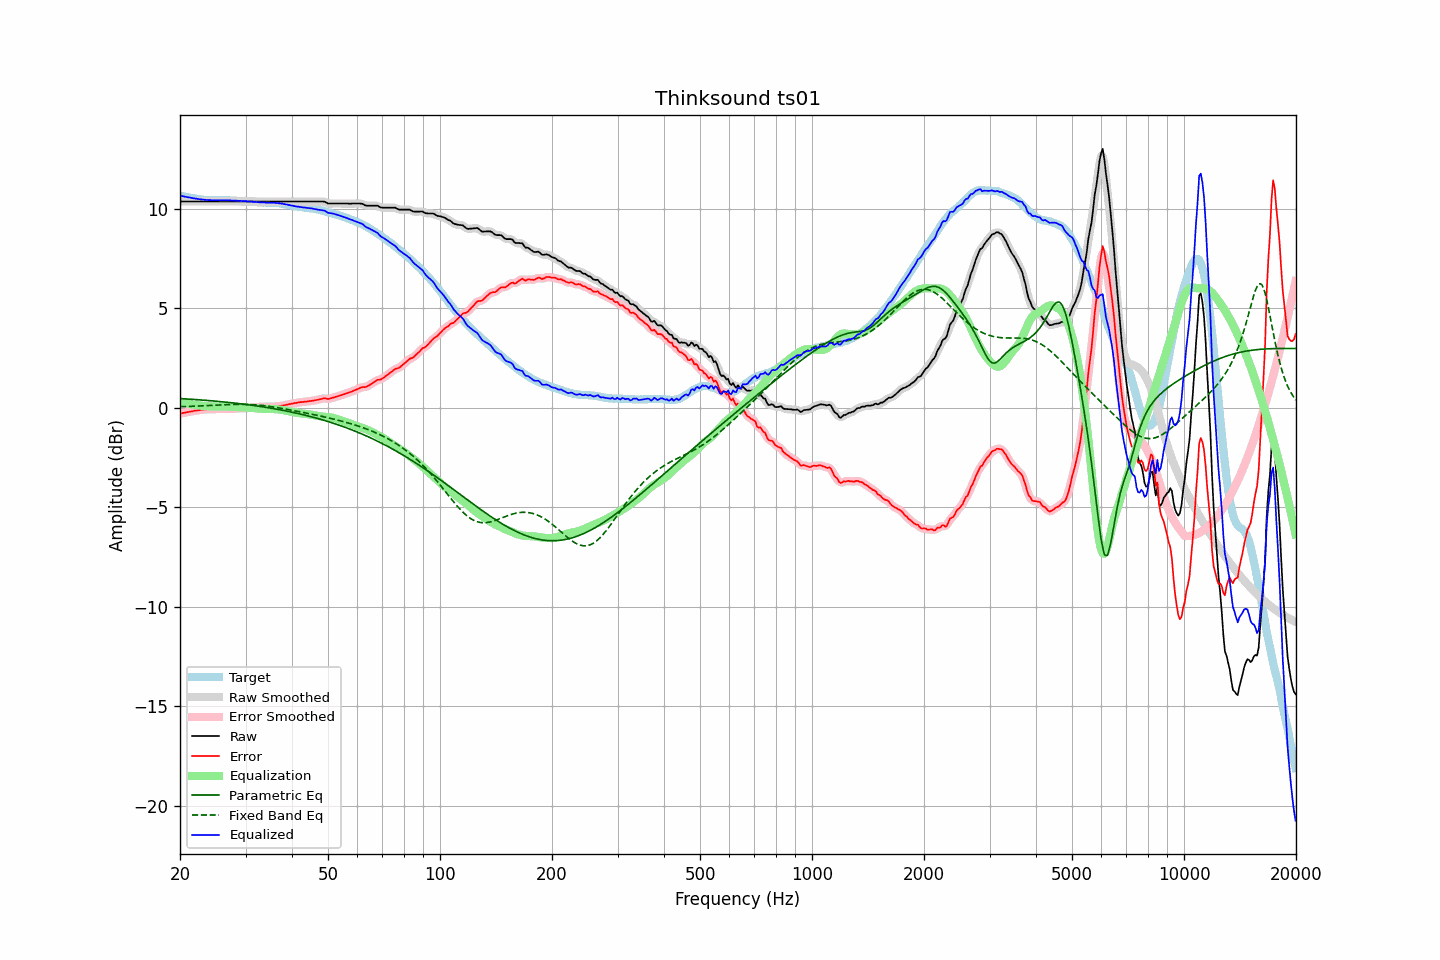 Thinksound ts01
Amplitude (dBr)
10
5
0
−5
−10
−15
−20
Target
Raw Smoothed
Error Smoothed
Raw
Error
Equalization
Parametric Eq
Fixed Band Eq
Equalized
20 50 100 200 500 1000 2000 5000 10000 20000
Frequency (Hz)